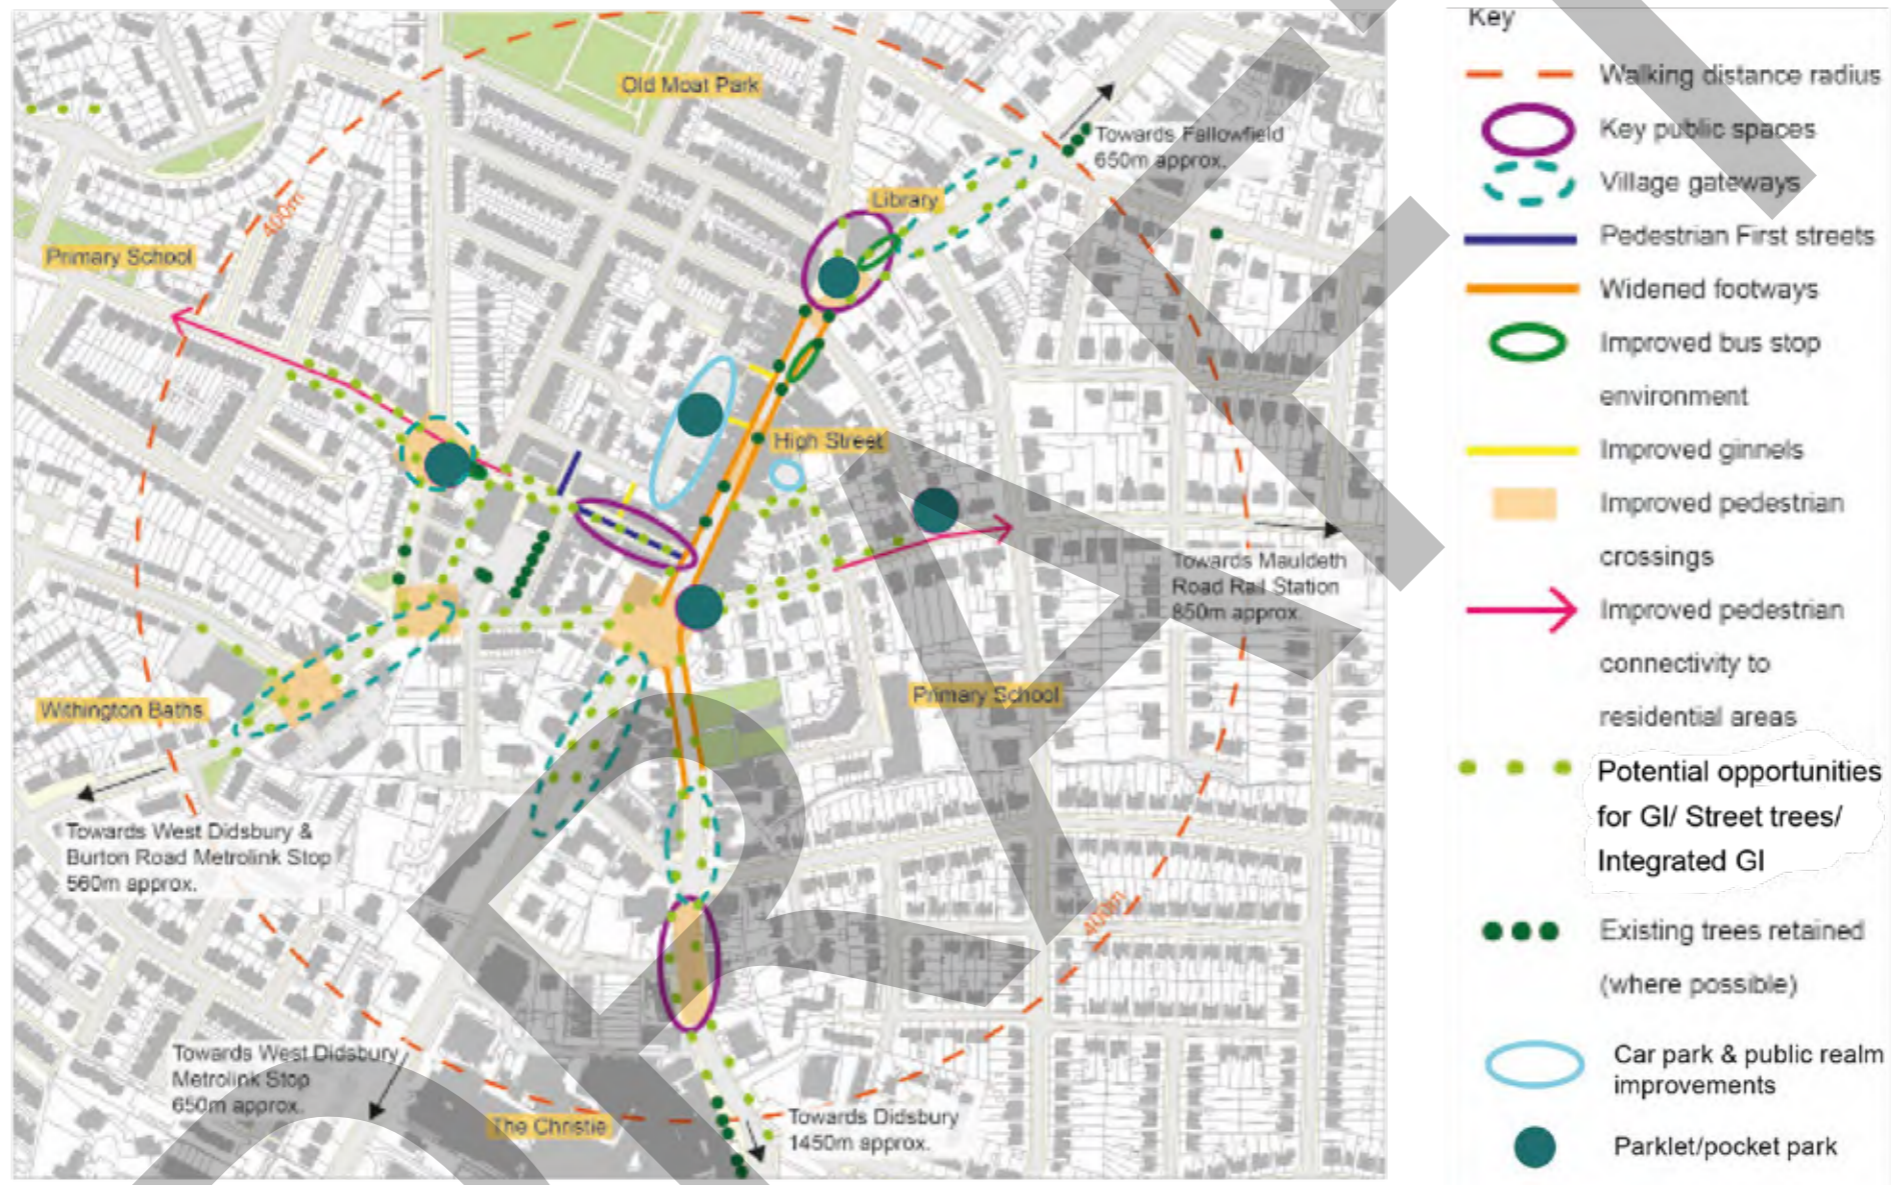 Old Moat Park
Towards Fallowfield
650m approx.
Library
400m
Primary School
High Street
Towards Mauldeth
Road Rail Station
850m approx.
Primary School
Withington Baths
Towards West Didsbury &
Burton Road Metrolink Stop
560m approx.
400m
Towards West Didsbury
Metrolink Stop
650m approx.
The Christie
Towards Didsbury
1450m approx.
Key
Walking distance radius
Key public spaces
Village gateways
Pedestrian First streets
Widened footways
Improved bus stop
environment
Improved ginnels
Improved pedestrian
crossings
Improved pedestrian
connectivity to
residential areas
Potential opportunities
for GI/ Street trees/
Integrated GI
Existing trees retained
(where possible)
Car park & public realm
improvements
Parklet/pocket park
DRAFT